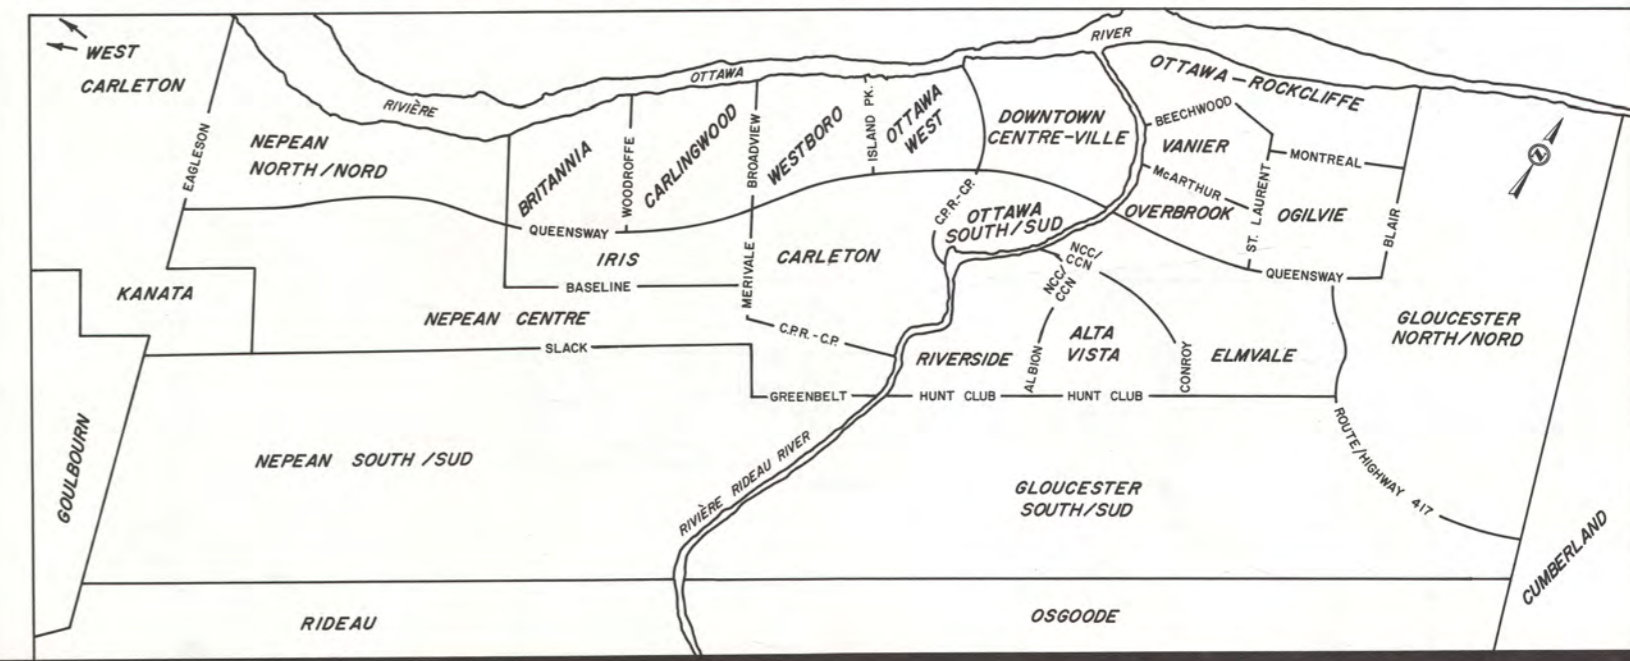 WEST
CARLETON
EAGLESON
NEPEAN
NORTH/NORD
RIVIÈRE
OTTAWA
RIVER
BRITANNIA
WOODROFFE
CARLINGWOOD
BROADVIEW
WESTBORO
ISLAND PK.
OTTAWA
WEST
DOWNTOWN
CENTRE-VILLE
OTTAWA-ROCKCLIFFE
BEECHWOOD
VANIER
MONTREAL
McARTHUR
ST. LAURENT
OVERBROOK
OGILVIE
BLAIR
N
QUEENSWAY
C.P.R.-C.P.
OTTAWA
SOUTH/SUD
QUEENSWAY
IRIS
BASELINE
MERIVALE
CARLETON
NCC/
CCN
NCC/
CCN
KANATA
NEPEAN CENTRE
C.P.R.-C.P.
SLACK
RIVERSIDE
ALBION
ALTA
VISTA
CONROY
ELMVALE
GLOUCESTER
NORTH/NORD
GREENBELT
HUNT CLUB
HUNT CLUB
ROUTE/HIGHWAY 417
GOULBOURN
NEPEAN SOUTH/SUD
RIVIÈRE RIDEAU RIVER
GLOUCESTER
SOUTH/SUD
CUMBERLAND
RIDEAU
OSGOODE